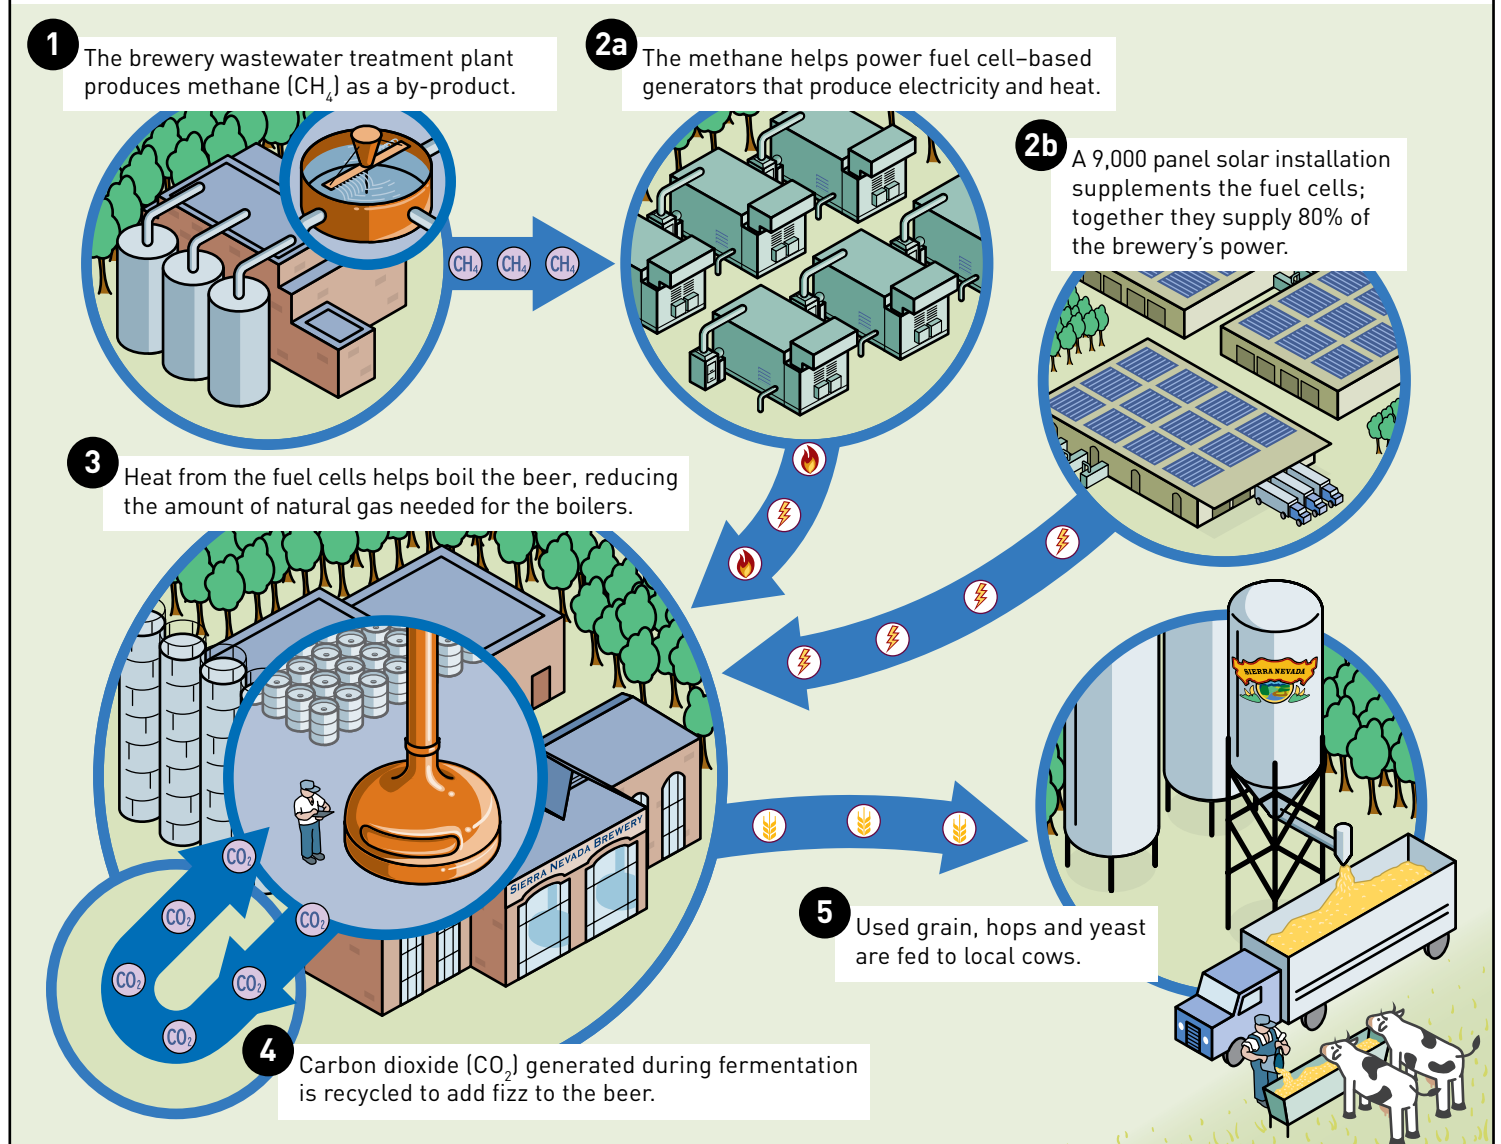 1
The brewery wastewater treatment plant
produces methane (CH₄) as a by-product.
2a
The methane helps power fuel cell–based
generators that produce electricity and heat.
2b
A 9,000 panel solar installation
supplements the fuel cells;
together they supply 80% of
the brewery's power.
CH₄ CH₄ CH₄
3
Heat from the fuel cells helps boil the beer, reducing
the amount of natural gas needed for the boilers.
SIERRA NEVADA
SIERRA NEVADA BREWERY
CO₂
CO₂
CO₂
CO₂
CO₂
CO₂
5
Used grain, hops and yeast
are fed to local cows.
4
Carbon dioxide (CO₂) generated during fermentation
is recycled to add fizz to the beer.